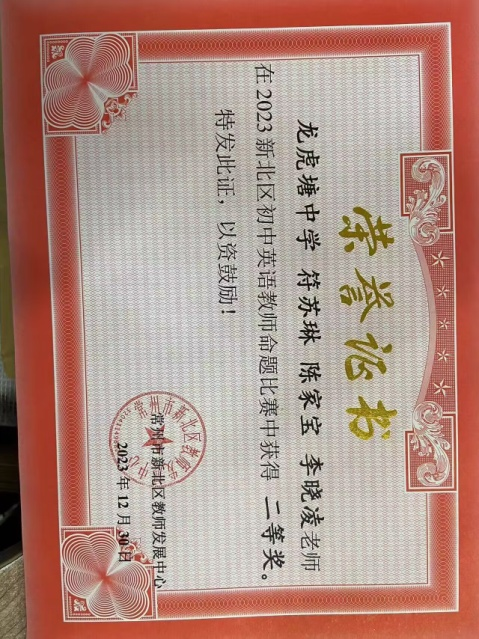 荣誉证书
龙虎塘中学 符苏琳 陈家宝 李晓凌老师
在2023新北区初中英语教师命题比赛中获得 二等奖。
特发此证，以资鼓励！
常州市新北区教师发展中心
2023年12月30日